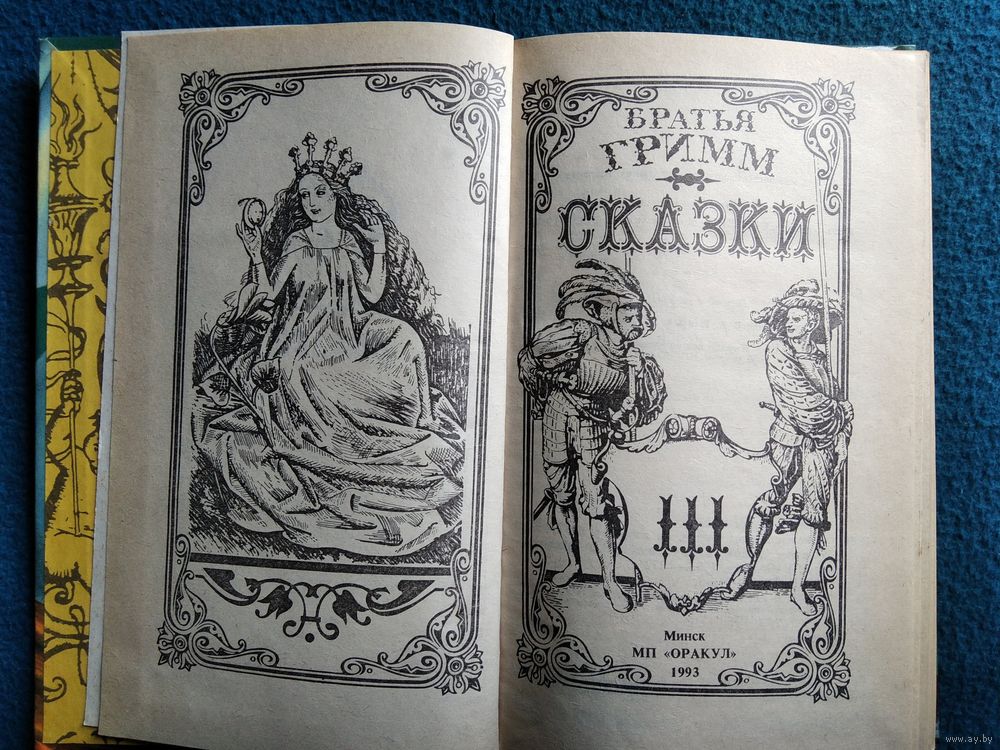 БРАТЬЯ
ГРИММ
СКАЗКИ
III
Минск
МП «ОРАКУЛ»
1993
www.ay.by